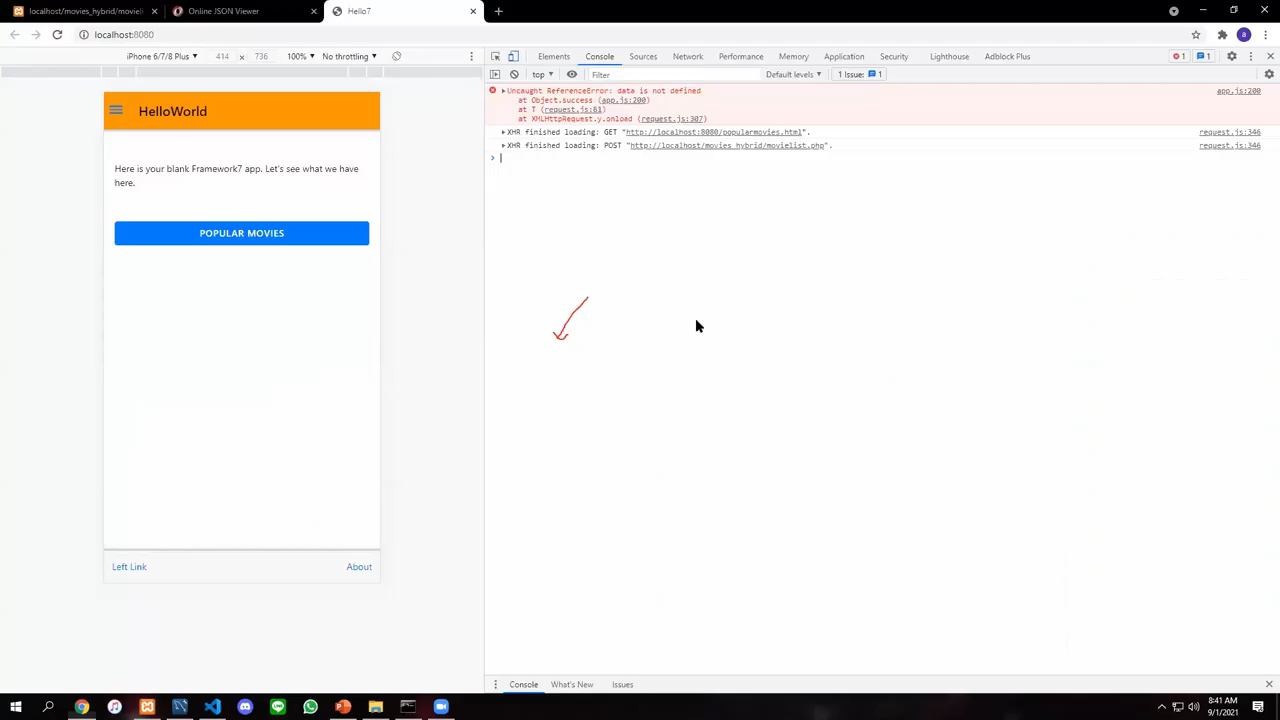 localhost/movies_hybrid/movieli
Online JSON Viewer
Hello7
localhost:8080
iPhone 6/7/8 Plus ▾ 414 x 736 100% ▾ No throttling ▾
Elements Console Sources Network Performance Memory Application Security Lighthouse Adblock Plus 1 1
top ▾ Filter Default levels ▾ 1 Issue: 1
Uncaught ReferenceError: data is not defined app.js:200
at Object.success (app.js:200)
at T (request.js:61)
at XMLHttpRequest.y.onload (request.js:307)
XHR finished loading: GET "http://localhost:8080/popularmovies.html". request.js:346
XHR finished loading: POST "http://localhost/movies_hybrid/movielist.php". request.js:346
HelloWorld
Here is your blank Framework7 app. Let's see what we have
here.
POPULAR MOVIES
Left Link About
Console What's New Issues
8:41 AM
9/1/2021